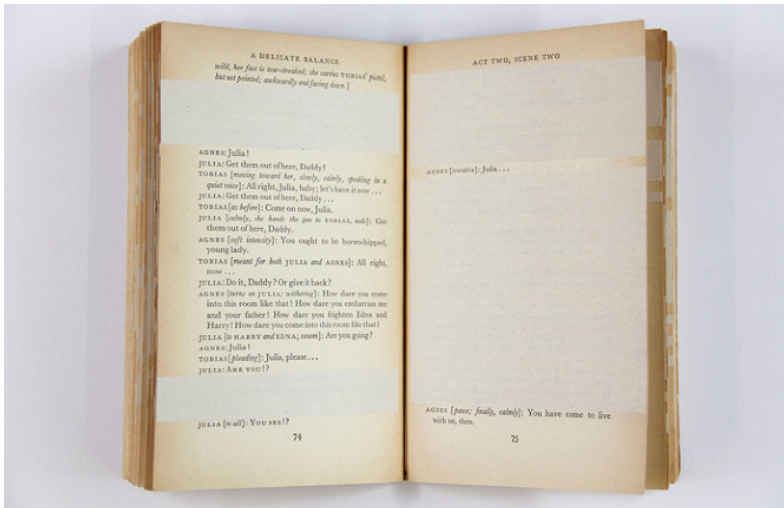 A DELICATE BALANCE
wild, her face is tear-streaked; she carries TOBIAS' pistol,
but not pointed; awkwardly and facing down.]
AGNES: Julia!
JULIA: Get them out of here, Daddy!
TOBIAS [moving toward her, slowly, calmly, speaking in a
quiet voice]: All right, Julia, baby; let's have it now...
JULIA: Get them out of here, Daddy...
TOBIAS [as before]: Come on now, Julia.
JULIA [calmly, she hands the gun to TOBIAS, nods]: Get
them out of here, Daddy.
AGNES [soft intensity]: You ought to be horsewhipped,
young lady.
TOBIAS [meant for both JULIA and AGNES]: All right,
now...
JULIA: Do it, Daddy? Or give it back?
AGNES [turns on JULIA; withering]: How dare you come
into this room like that! How dare you embarrass me
and your father! How dare you frighten Edna and
Harry! How dare you come into this room like that!
JULIA [to HARRY and EDNA; venom]: Are you going?
AGNES: Julia!
TOBIAS [pleading]: Julia, please...
JULIA: ARE YOU!?
JULIA [to all]: YOU SEE!?
74
ACT TWO, SCENE TWO
AGNES [tentative]: Julia...
AGNES [pause; finally, calmly]: You have come to live
with us, then.
75